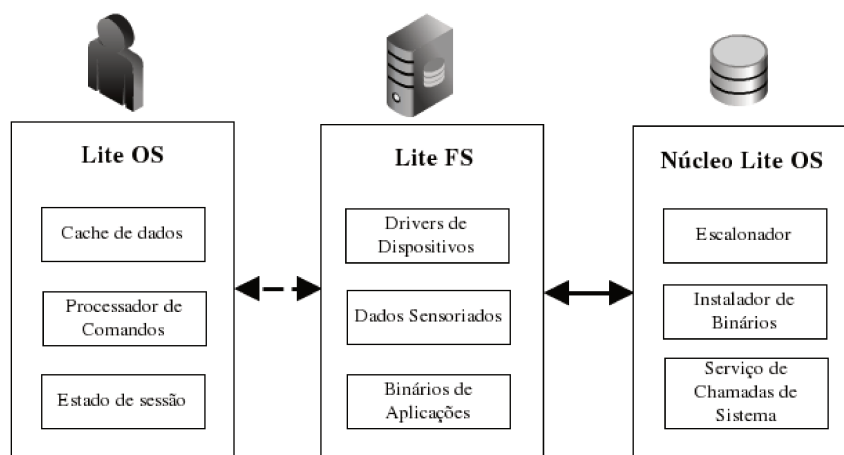 Lite OS
Cache de dados
Processador de
Comandos
Estado de sessão
Lite FS
Drivers de
Dispositivos
Dados Sensoriados
Binários de
Aplicações
Núcleo Lite OS
Escalonador
Instalador de
Binários
Serviço de
Chamadas de
Sistema